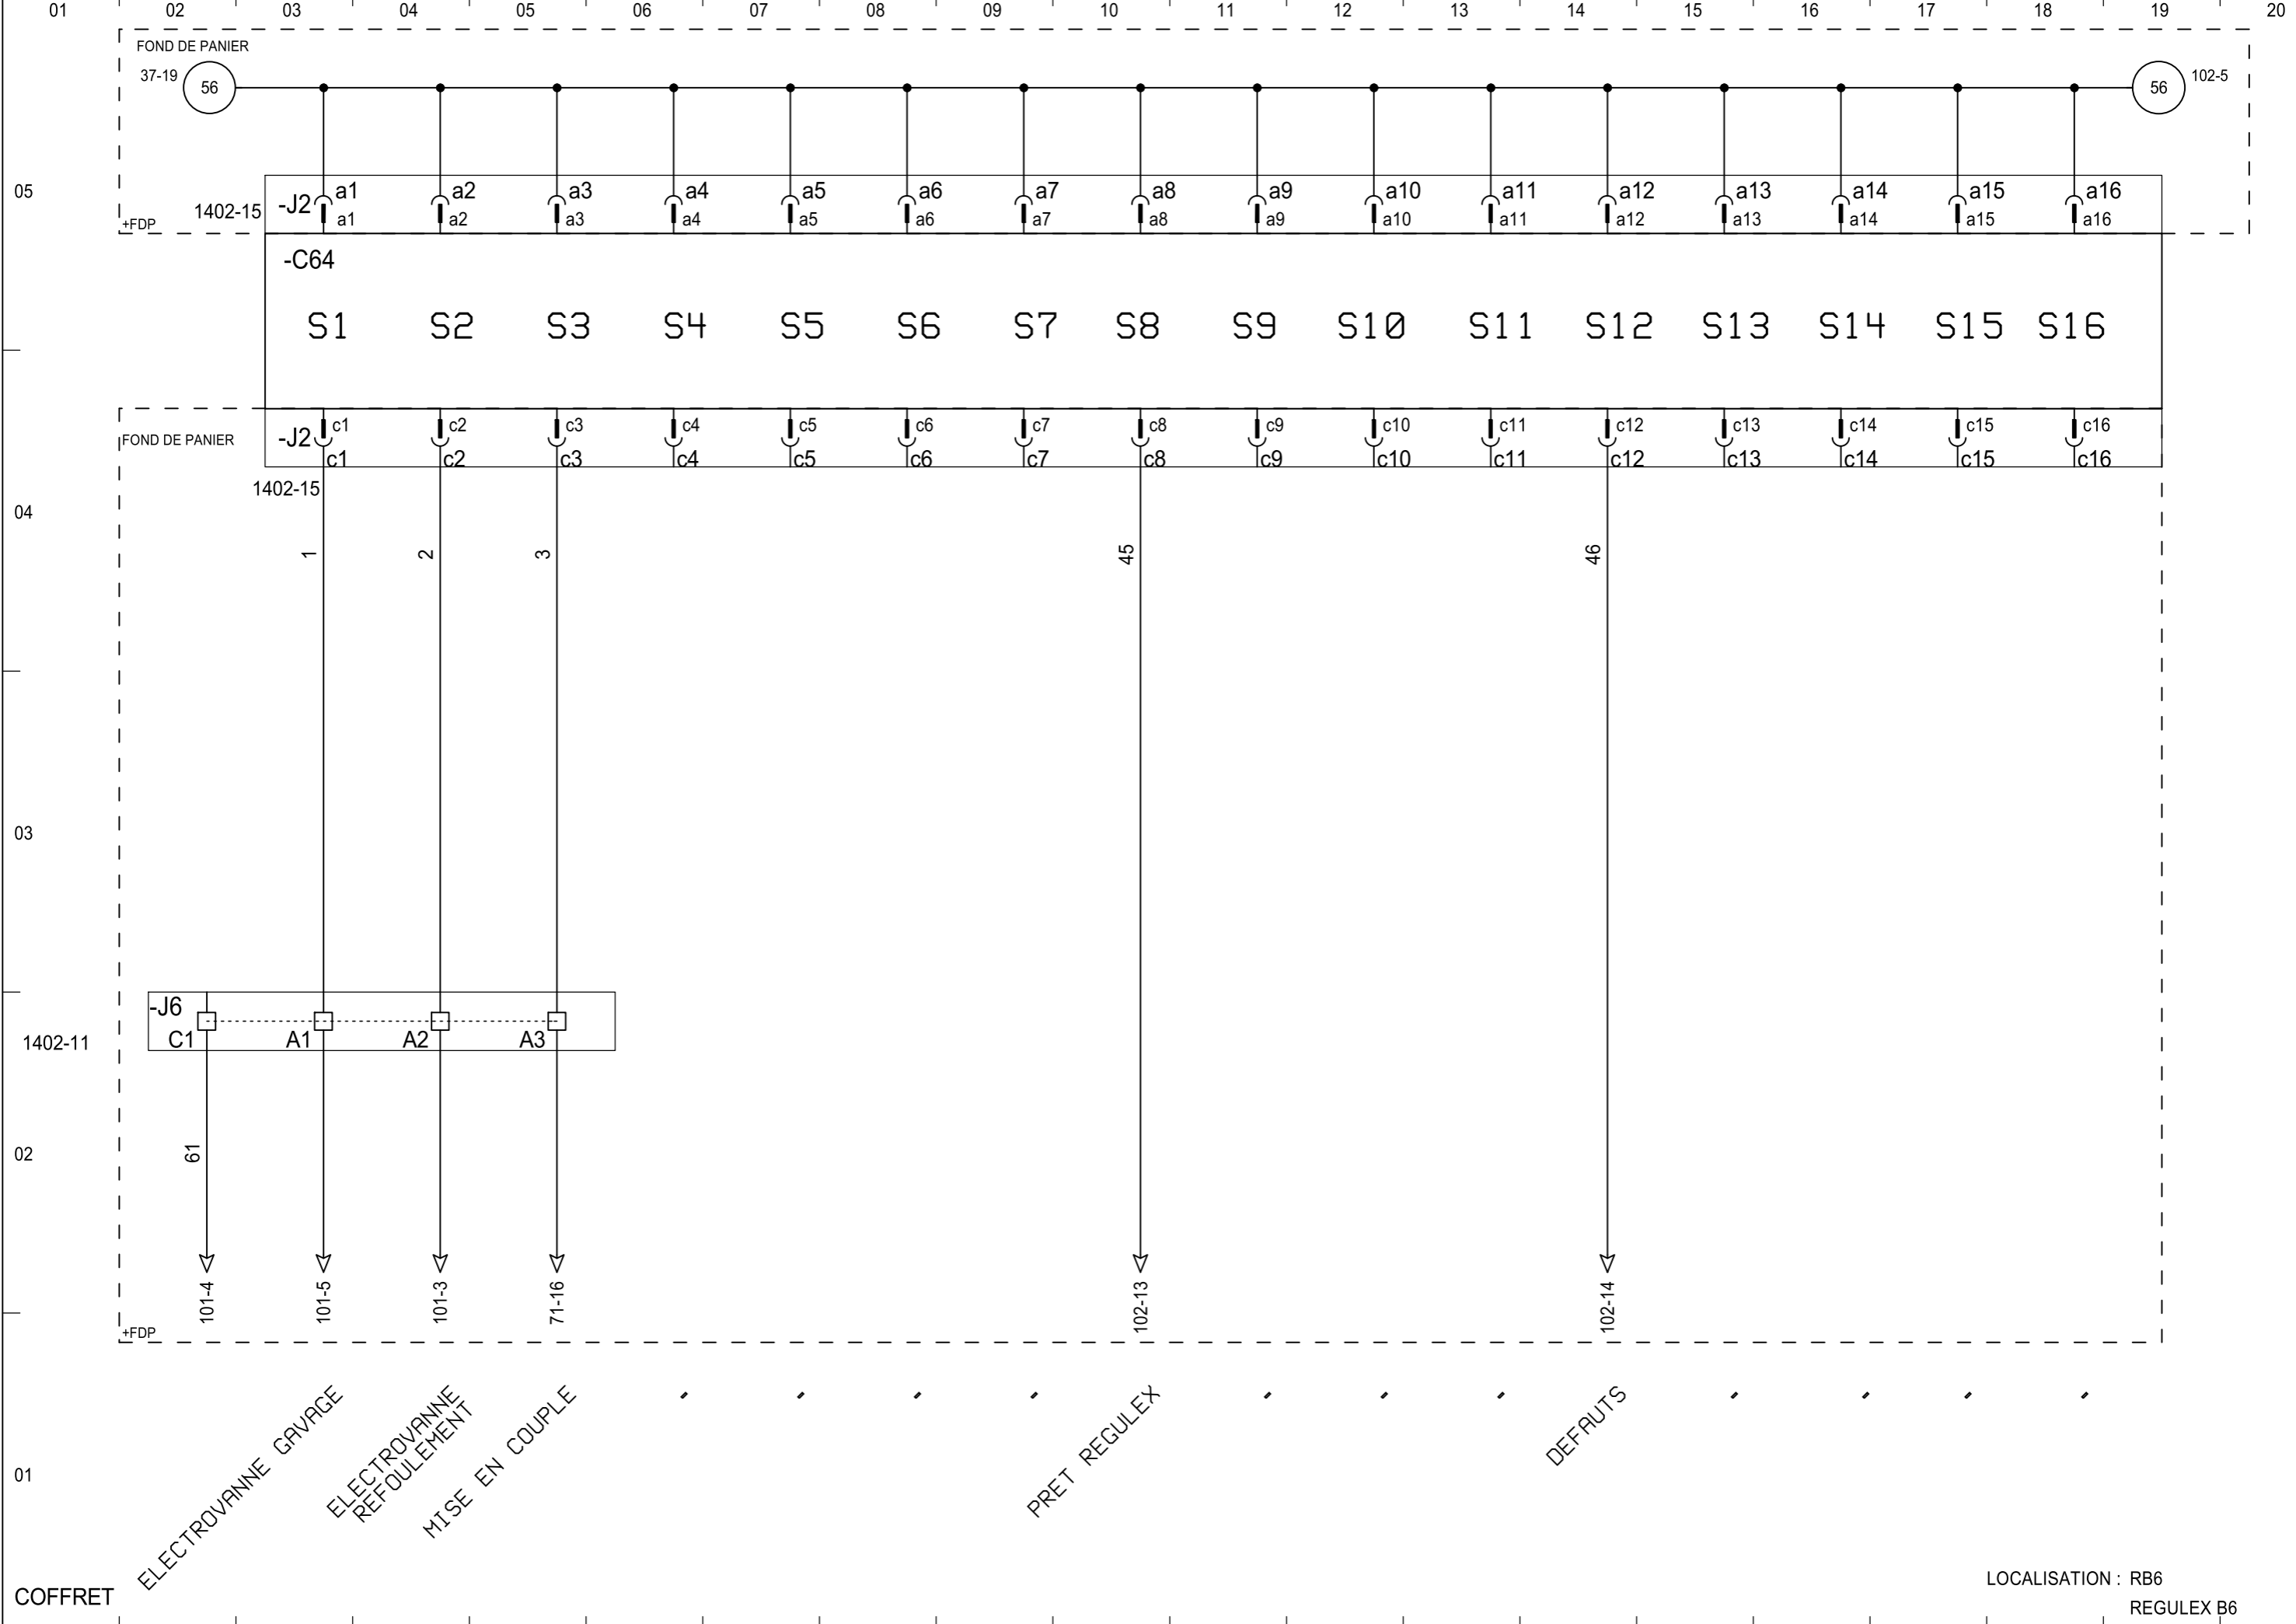 01 02 03 04 05 06 07 08 09 10 11 12 13 14 15 16 17 18 19 20
FOND DE PANIER
37-19 56 56 102-5
05
+FDP
1402-15
-J2 a1 a2 a3 a4 a5 a6 a7 a8 a9 a10 a11 a12 a13 a14 a15 a16
a1 a2 a3 a4 a5 a6 a7 a8 a9 a10 a11 a12 a13 a14 a15 a16
-C64
S1 S2 S3 S4 S5 S6 S7 S8 S9 S10 S11 S12 S13 S14 S15 S16
FOND DE PANIER
-J2 c1 c2 c3 c4 c5 c6 c7 c8 c9 c10 c11 c12 c13 c14 c15 c16
c1 c2 c3 c4 c5 c6 c7 c8 c9 c10 c11 c12 c13 c14 c15 c16
1402-15
04
1 2 3 45 46
03
-J6
C1 A1 A2 A3
1402-11
02
61
101-4 101-5 101-3 71-16 102-13 102-14
+FDP
ELECTROVANNE GAVAGE
ELECTROVANNE
REFOULEMENT
MISE EN COUPLE
- - - -
PRET REGULEX
- - -
DEFAUTS
- - - -
01
LOCALISATION : RB6
COFFRET
REGULEX B6